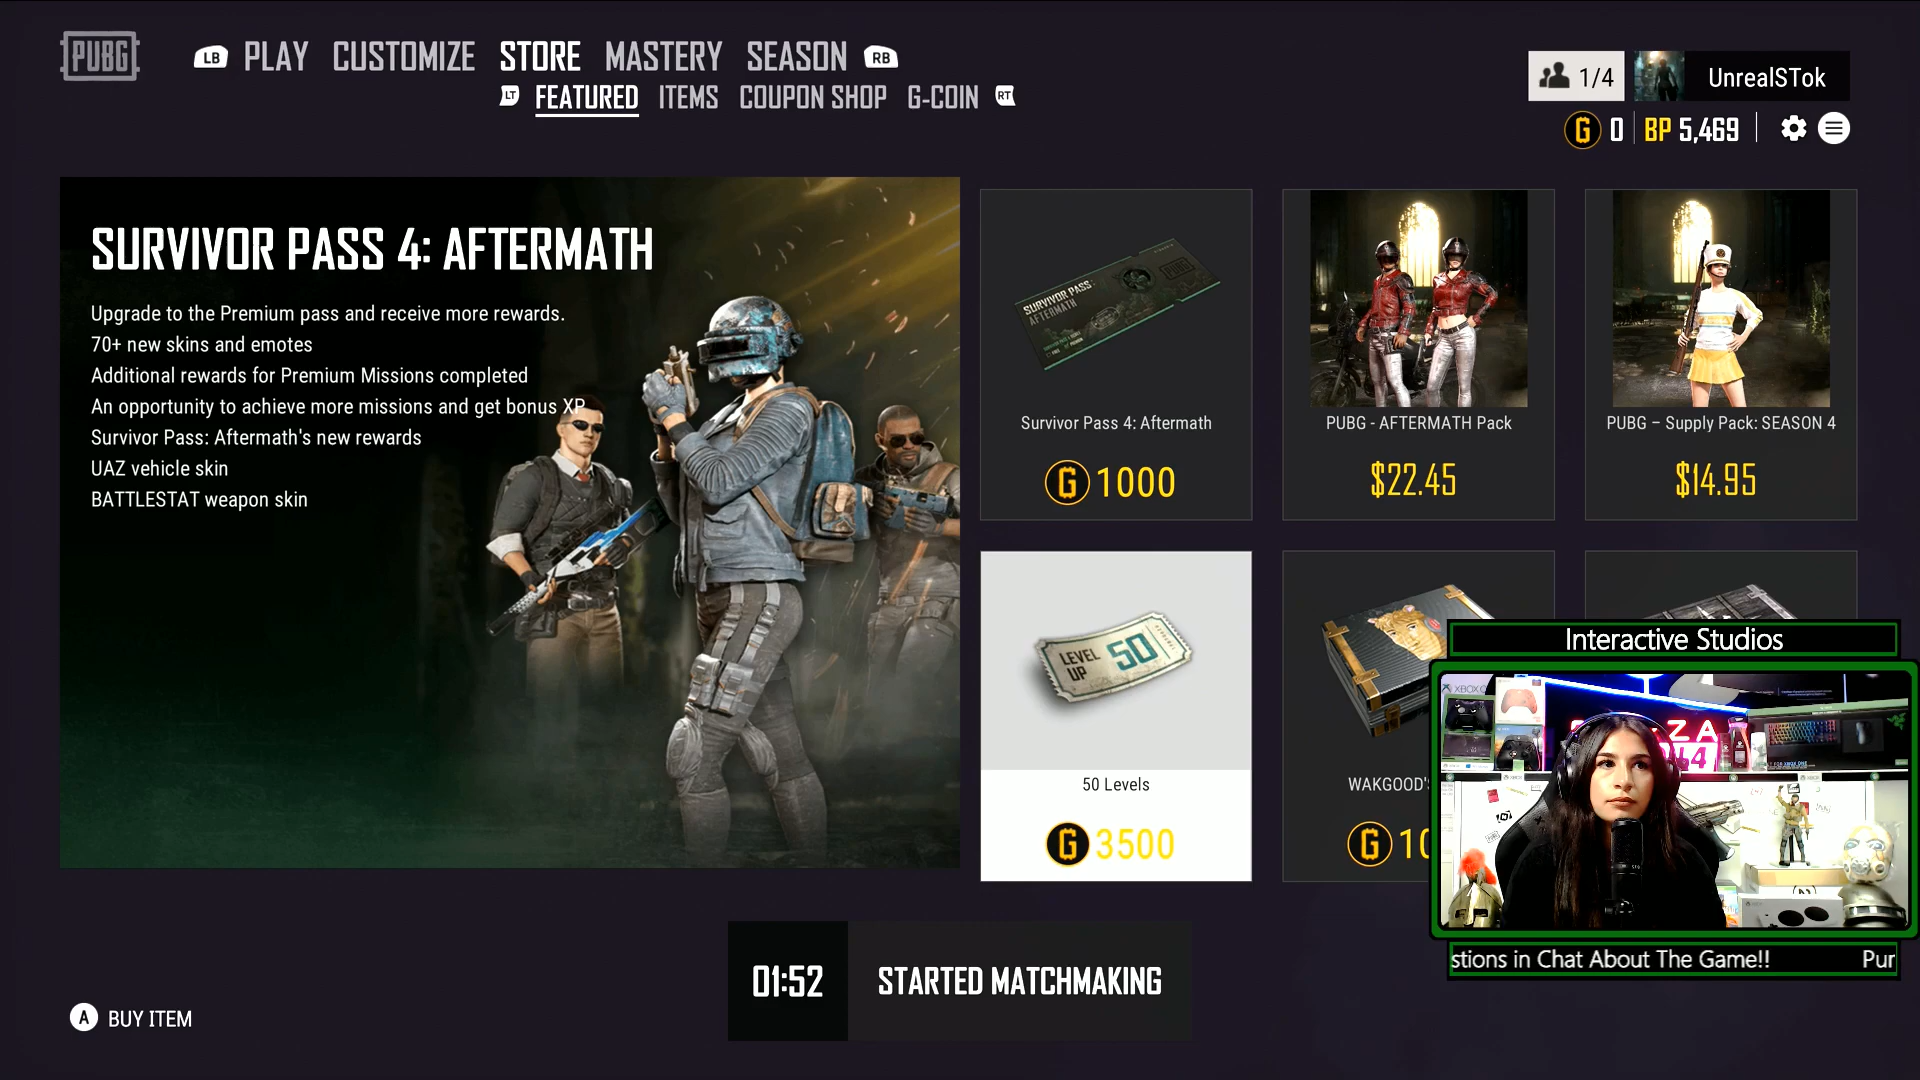 PUBG
LB PLAY CUSTOMIZE STORE MASTERY SEASON RB
LT FEATURED ITEMS COUPON SHOP G-COIN RT
1/4 UnrealSTok
G 0 BP 5,469
SURVIVOR PASS 4: AFTERMATH
Upgrade to the Premium pass and receive more rewards.
70+ new skins and emotes
Additional rewards for Premium Missions completed
An opportunity to achieve more missions and get bonus XP
Survivor Pass: Aftermath's new rewards
UAZ vehicle skin
BATTLESTAT weapon skin
SURVIVOR PASS:
AFTERMATH
PUBG
Survivor Pass 4: Aftermath
G 1000
PUBG - AFTERMATH Pack
$22.45
PUBG – Supply Pack: SEASON 4
$14.95
LEVEL UP 50
50 Levels
G 3500
WAKGOOD'S
G 10
Interactive Studios
XBOX
ZA
4
stions in Chat About The Game!! Pur
01:52 STARTED MATCHMAKING
A BUY ITEM